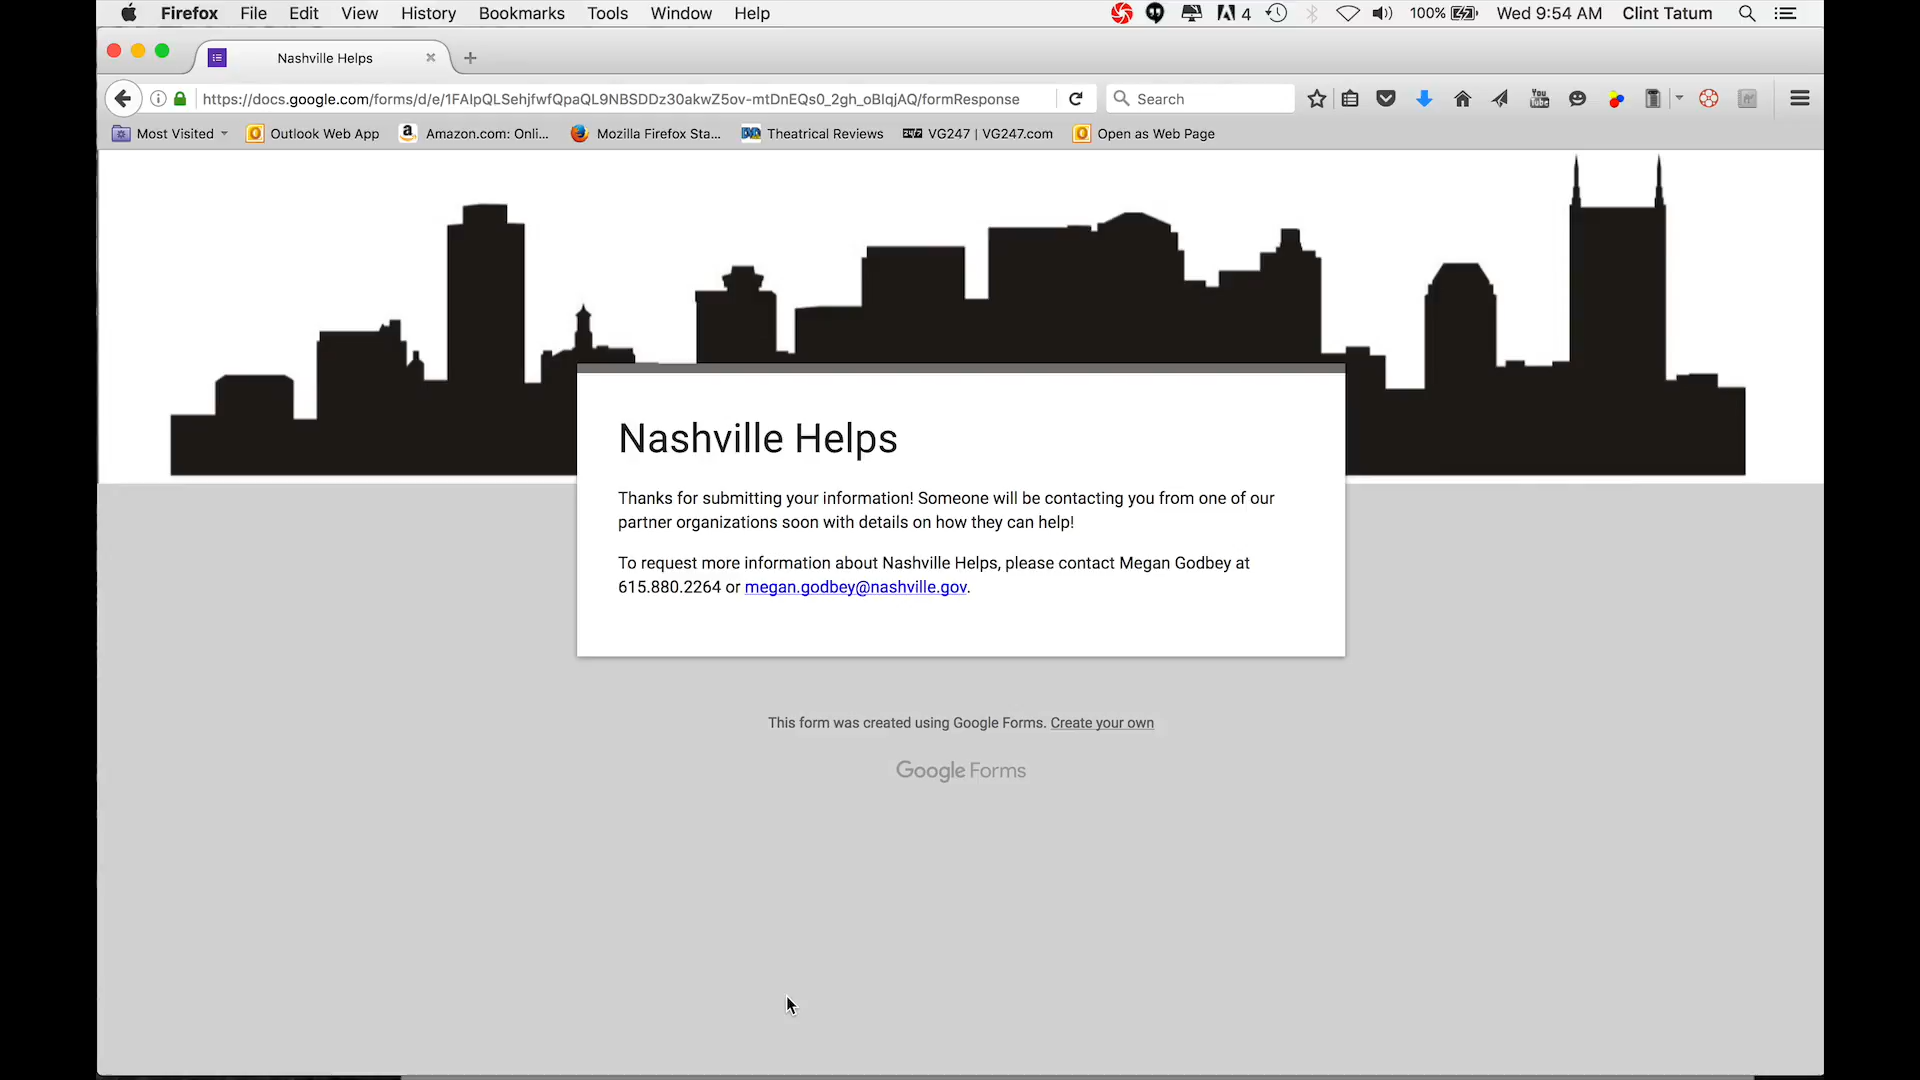 Firefox File Edit View History Bookmarks Tools Window Help 4 100% Wed 9:54 AM Clint Tatum
Nashville Helps
https://docs.google.com/forms/d/e/1FAIpQLSehjfwfQpaQL9NBSDDz30akwZ5ov-mtDnEQs0_2gh_oBIqjAQ/formResponse Search You Tube
Most Visited Outlook Web App Amazon.com: Onli... Mozilla Firefox Sta... Theatrical Reviews VG247 | VG247.com Open as Web Page
Nashville Helps
Thanks for submitting your information! Someone will be contacting you from one of our
partner organizations soon with details on how they can help!
To request more information about Nashville Helps, please contact Megan Godbey at
615.880.2264 or megan.godbey@nashville.gov.
This form was created using Google Forms. Create your own
Google Forms